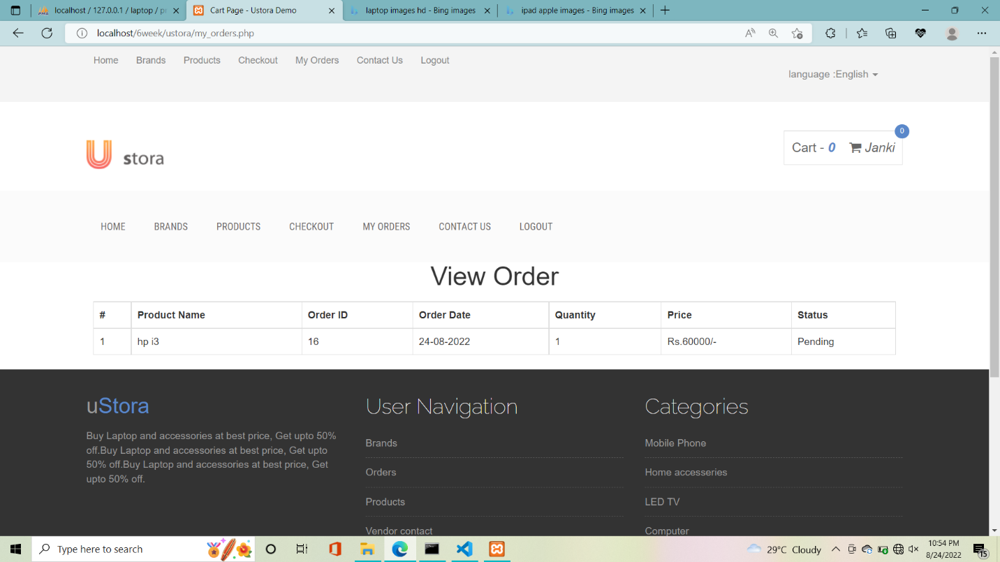 localhost / 127.0.0.1 / laptop / pr
Cart Page - Ustora Demo
laptop images hd - Bing images
ipad apple images - Bing images
localhost/6week/ustora/my_orders.php
Home Brands Products Checkout My Orders Contact Us Logout
language :English
0
Cart - 0 Janki
U stora
HOME BRANDS PRODUCTS CHECKOUT MY ORDERS CONTACT US LOGOUT
View Order
# Product Name Order ID Order Date Quantity Price Status
1 hp i3 16 24-08-2022 1 Rs.60000/- Pending
uStora
Buy Laptop and accessories at best price, Get upto 50%
off.Buy Laptop and accessories at best price, Get upto
50% off.Buy Laptop and accessories at best price, Get
upto 50% off.
User Navigation
Brands
Orders
Products
Vendor contact
Categories
Mobile Phone
Home accesseries
LED TV
Computer
Type here to search
29°C Cloudy
10:54 PM
8/24/2022
15